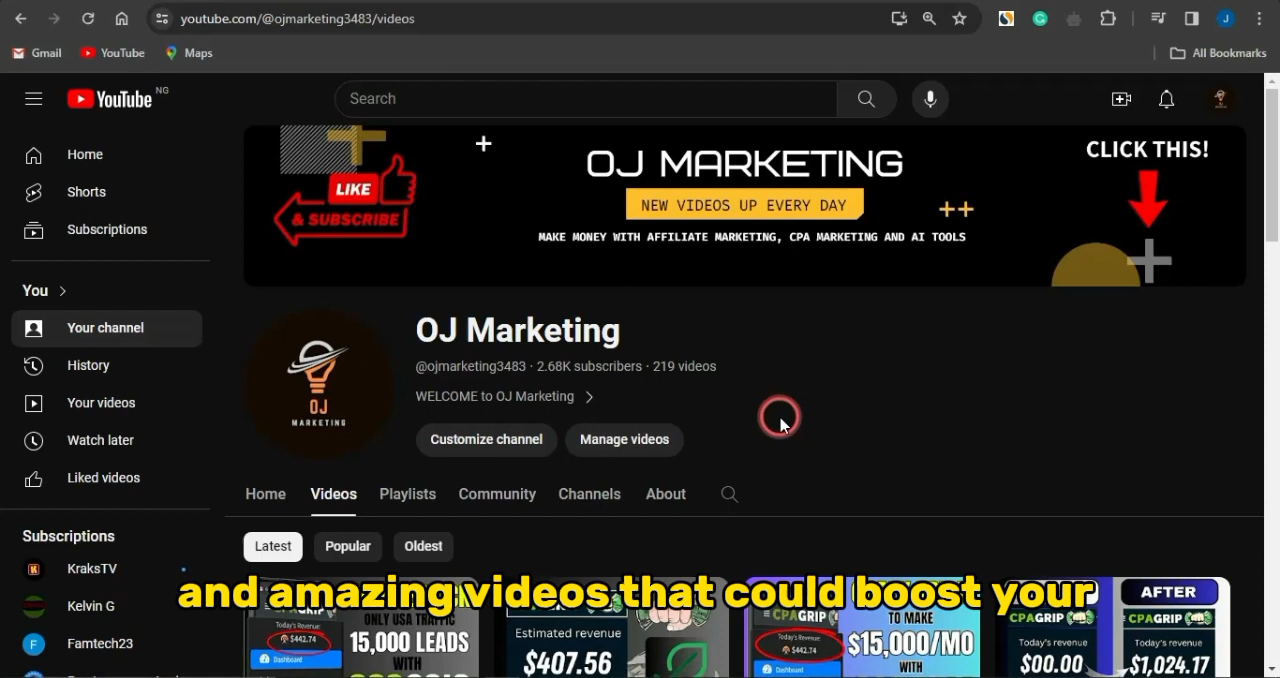 youtube.com/@ojmarketing3483/videos
J
Gmail
YouTube
Maps
All Bookmarks
YouTube NG
Search
Home
Shorts
Subscriptions
You
Your channel
History
Your videos
Watch later
Liked videos
Subscriptions
KraksTV
Kelvin G
Famtech23
LIKE
& SUBSCRIBE
OJ MARKETING
NEW VIDEOS UP EVERY DAY
MAKE MONEY WITH AFFILIATE MARKETING, CPA MARKETING AND AI TOOLS
CLICK THIS!
OJ
MARKETING
OJ Marketing
@ojmarketing3483 · 2.68K subscribers · 219 videos
WELCOME to OJ Marketing
Customize channel
Manage videos
Home
Videos
Playlists
Community
Channels
About
Latest
Popular
Oldest
and amazing videos that could boost your
Today's Revenue
$442.74
Dashboard
ONLY USA TRAFFIC
15,000 LEADS
WITH
Estimated revenue
$407.56
Today's Revenue
$442.74
Dashboard
TO MAKE
$15,000/MO
WITH
CPAGRIP
Today's revenue
$00.00
AFTER
CPAGRIP
Today's revenue
$1,024.17